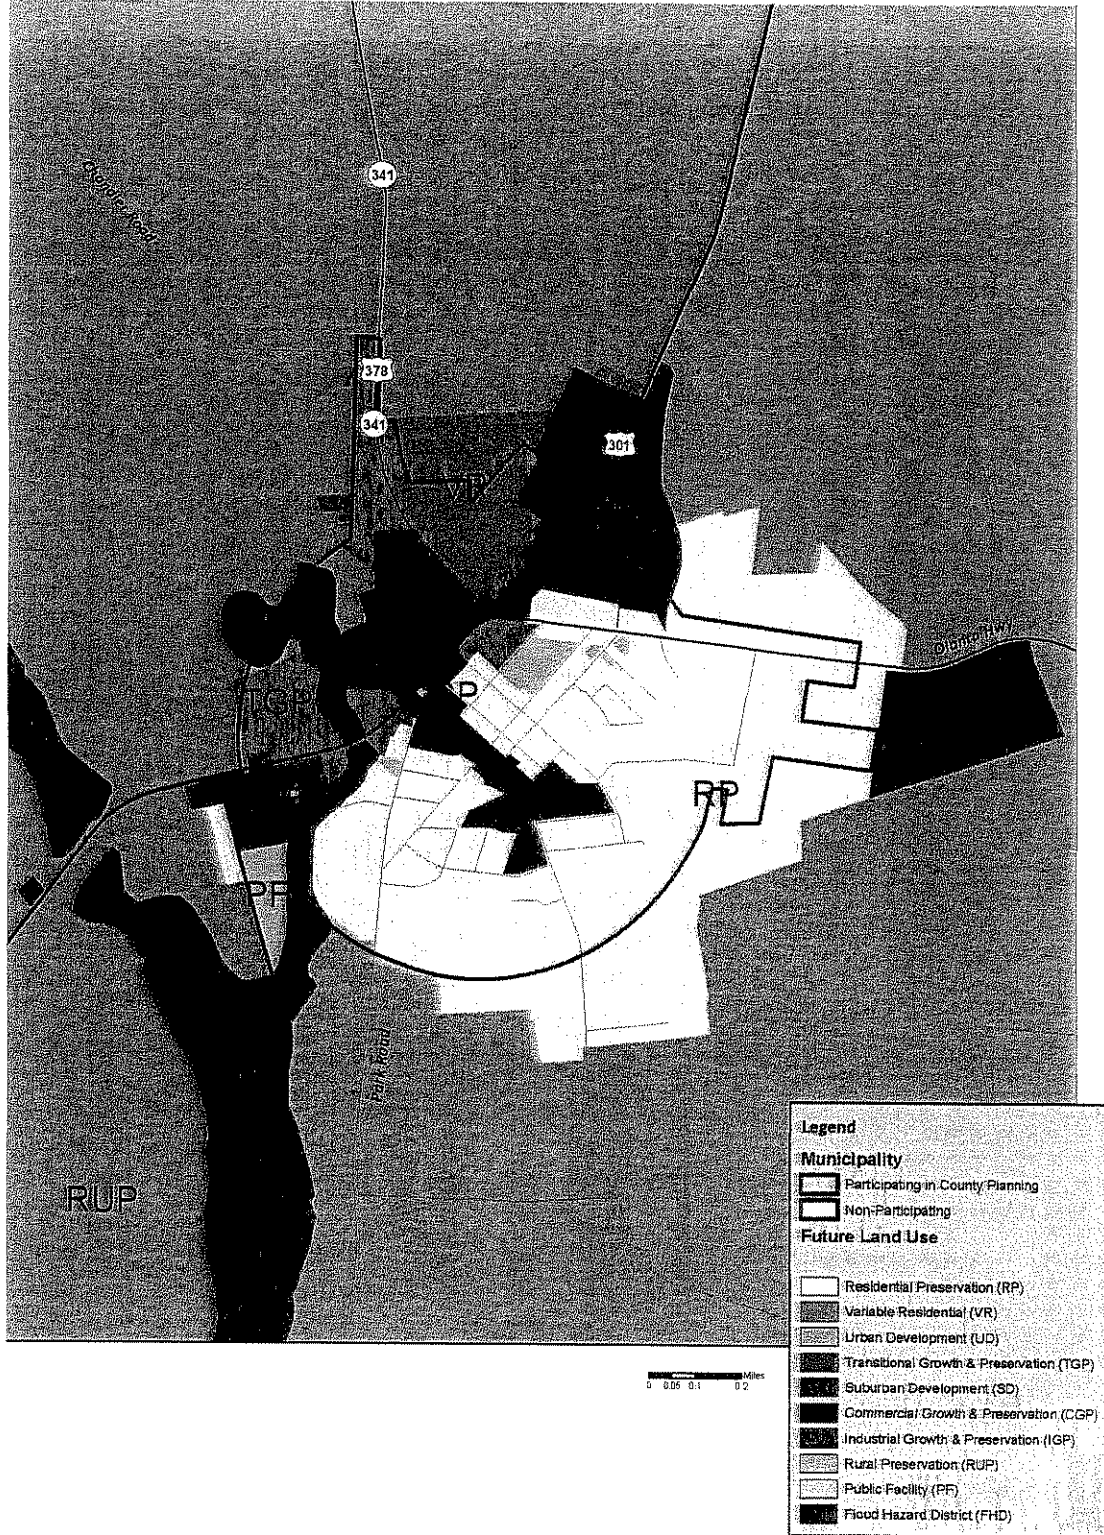 341
378
341
301
VR
Olanta Hwy
TGP
P
RP
PF
Park Road
RUP
Legend
Municipality
Participating in County Planning
Non-Participating
Future Land Use
Residential Preservation (RP)
Variable Residential (VR)
Urban Development (UD)
Transitional Growth & Preservation (TGP)
Suburban Development (SD)
Commercial Growth & Preservation (CGP)
Industrial Growth & Preservation (IGP)
Rural Preservation (RUP)
Public Facility (PF)
Flood Hazard District (FHD)
Miles
0 0.05 0.1 0.2